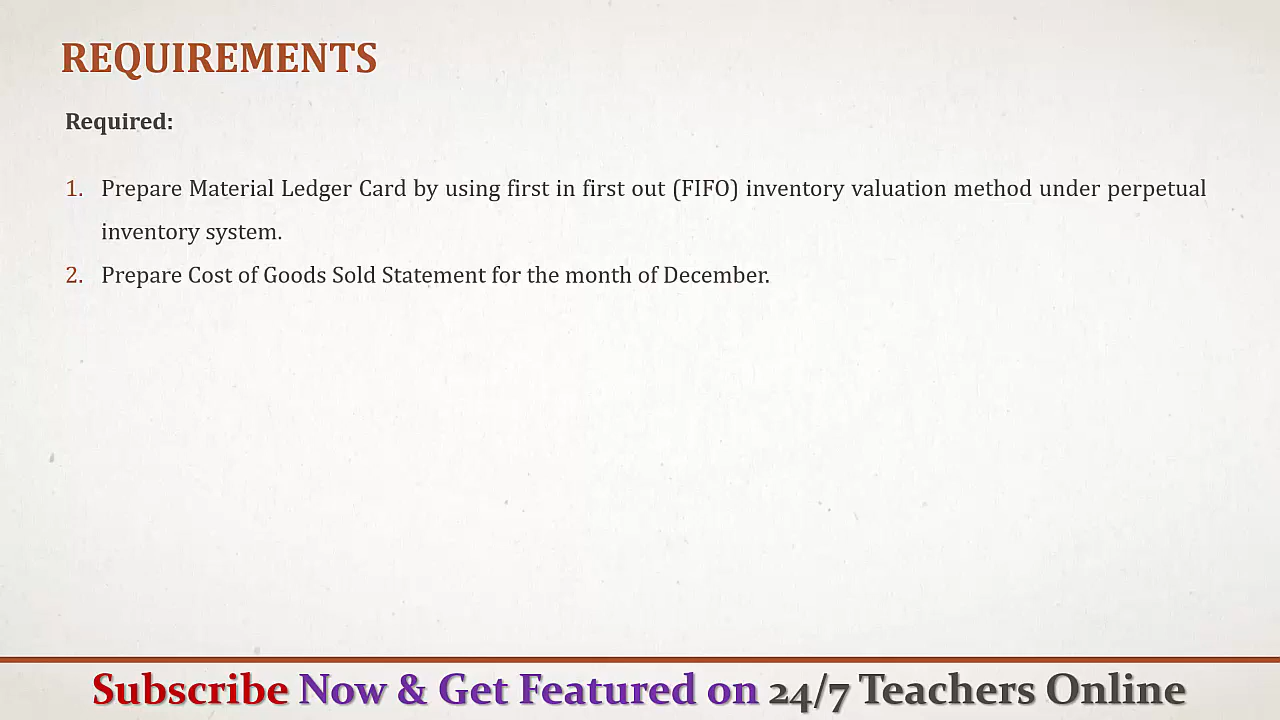 REQUIREMENTS
Required:
1. Prepare Material Ledger Card by using first in first out (FIFO) inventory valuation method under perpetual
inventory system.
2. Prepare Cost of Goods Sold Statement for the month of December.
Subscribe Now & Get Featured on 24/7 Teachers Online